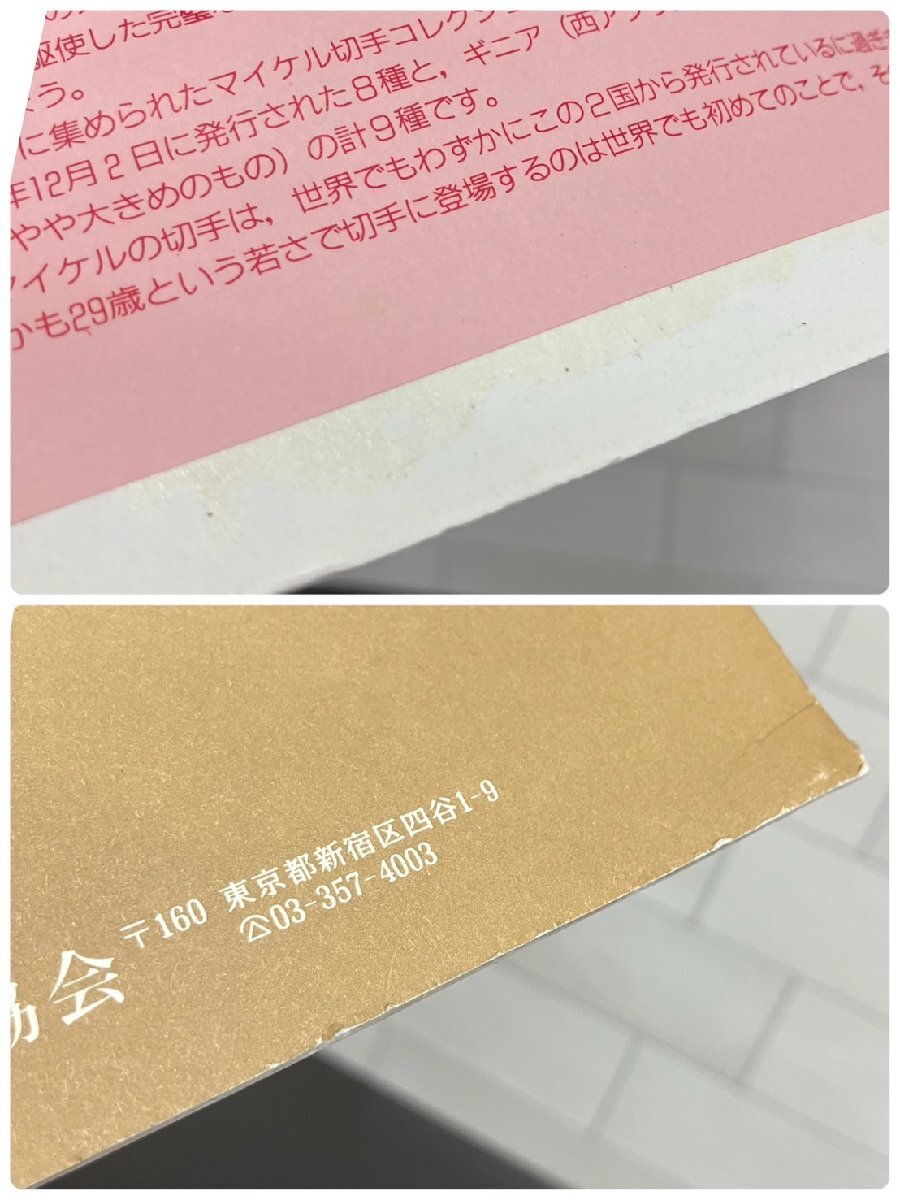 駆使した完璧
よう。
に集められたマイケル切手コレクション
年12月2日に発行された8種と，ギニア（西アフリ
やや大きめのもの）の計9種です。
マイケルの切手は，世界でもわずかにこの2国から発行されているに過ぎ
かも29歳という若さで切手に登場するのは世界でも初めてのことで，そ
協会 〒160 東京都新宿区四谷1-9
☎03-357-4003